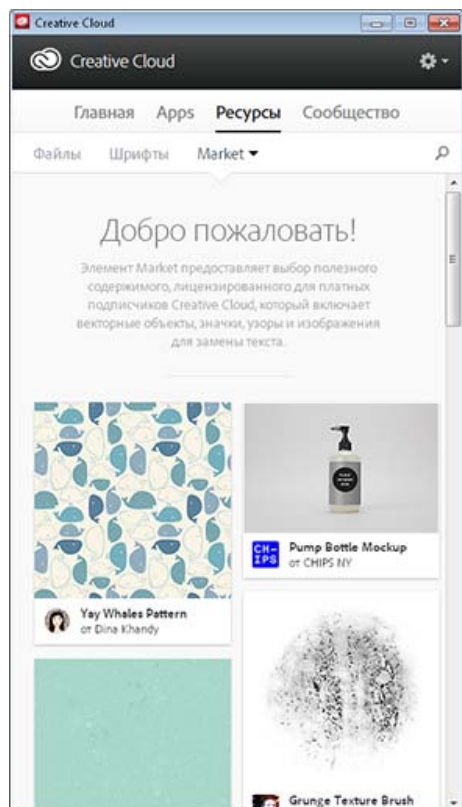 Creative Cloud
Creative Cloud
Главная Apps Ресурсы Сообщество
Файлы Шрифты Market
Добро пожаловать!
Элемент Market предоставляет выбор полезного
содержимого, лицензированного для платных
подписчиков Creative Cloud, который включает
векторные объекты, значки, узоры и изображения
для замены текста.
Yay Whales Pattern
от Dina Khandy
CH-
IPS
Pump Bottle Mockup
от CHIPS NY
Grunge Texture Brush